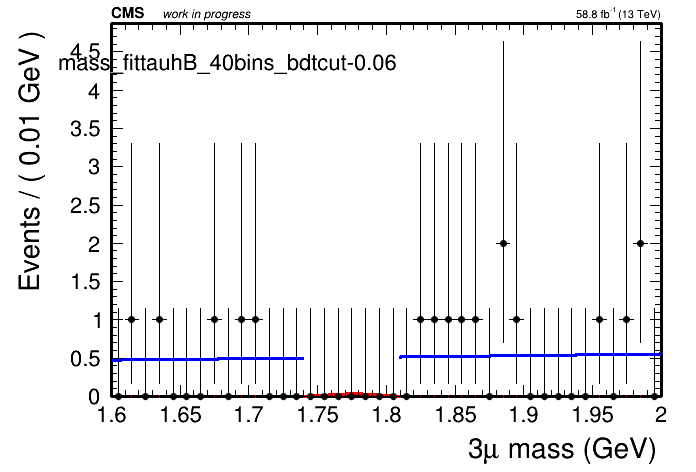 CMS work in progress 58.8 fb-1 (13 TeV)
mass_fittauhB_40bins_bdtcut-0.06
Events / ( 0.01 GeV )
4.5
4
3.5
3
2.5
2
1.5
1
0.5
0
1.6 1.65 1.7 1.75 1.8 1.85 1.9 1.95 2
3μ mass (GeV)